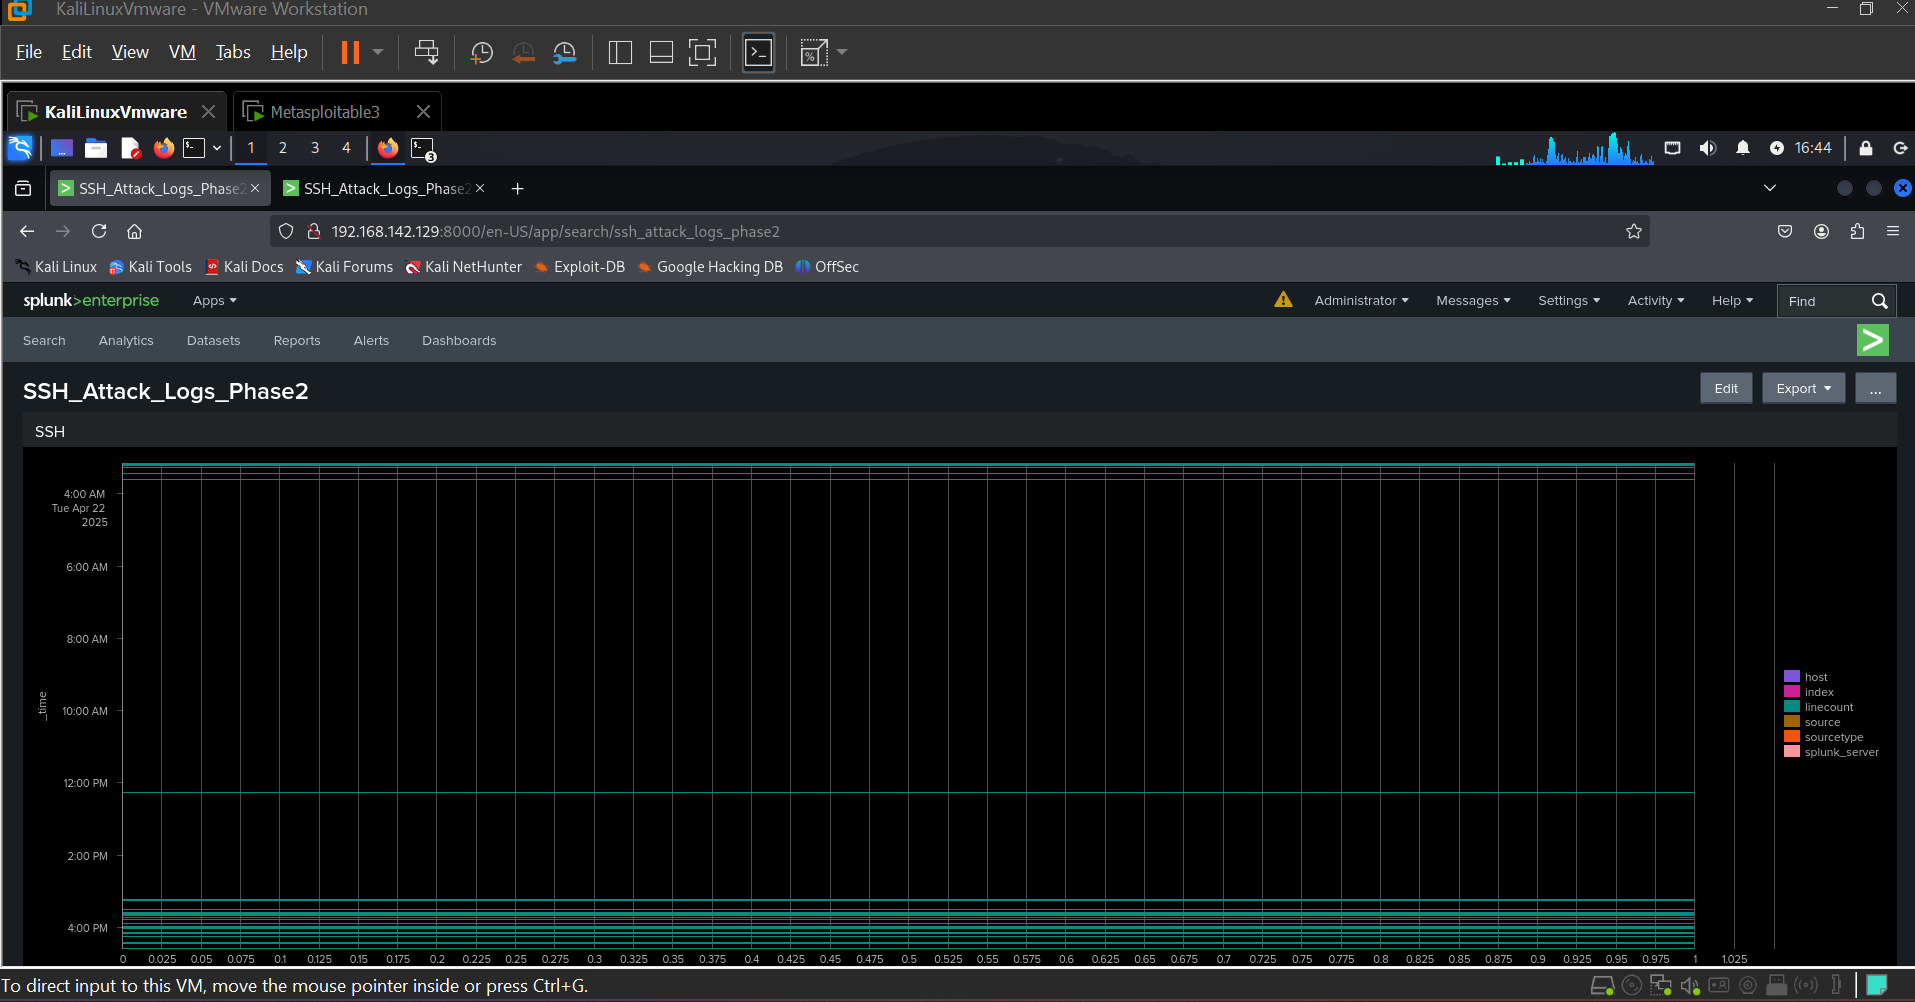 KaliLinuxVmware - VMware Workstation
File Edit View VM Tabs Help
KaliLinuxVmware Metasploitable3
1 2 3 4 3 16:44
SSH_Attack_Logs_Phase2 SSH_Attack_Logs_Phase2
192.168.142.129:8000/en-US/app/search/ssh_attack_logs_phase2
Kali Linux Kali Tools Kali Docs Kali Forums Kali NetHunter Exploit-DB Google Hacking DB OffSec
splunk>enterprise Apps Administrator Messages Settings Activity Help Find
Search Analytics Datasets Reports Alerts Dashboards
SSH_Attack_Logs_Phase2 Edit Export ...
SSH
4:00 AM
Tue Apr 22
2025
6:00 AM
8:00 AM
10:00 AM
12:00 PM
2:00 PM
4:00 PM
_time
host
index
linecount
source
sourcetype
splunk_server
0 0.025 0.05 0.075 0.1 0.125 0.15 0.175 0.2 0.225 0.25 0.275 0.3 0.325 0.35 0.375 0.4 0.425 0.45 0.475 0.5 0.525 0.55 0.575 0.6 0.625 0.65 0.675 0.7 0.725 0.75 0.775 0.8 0.825 0.85 0.875 0.9 0.925 0.95 0.975 1 1.025
To direct input to this VM, move the mouse pointer inside or press Ctrl+G.